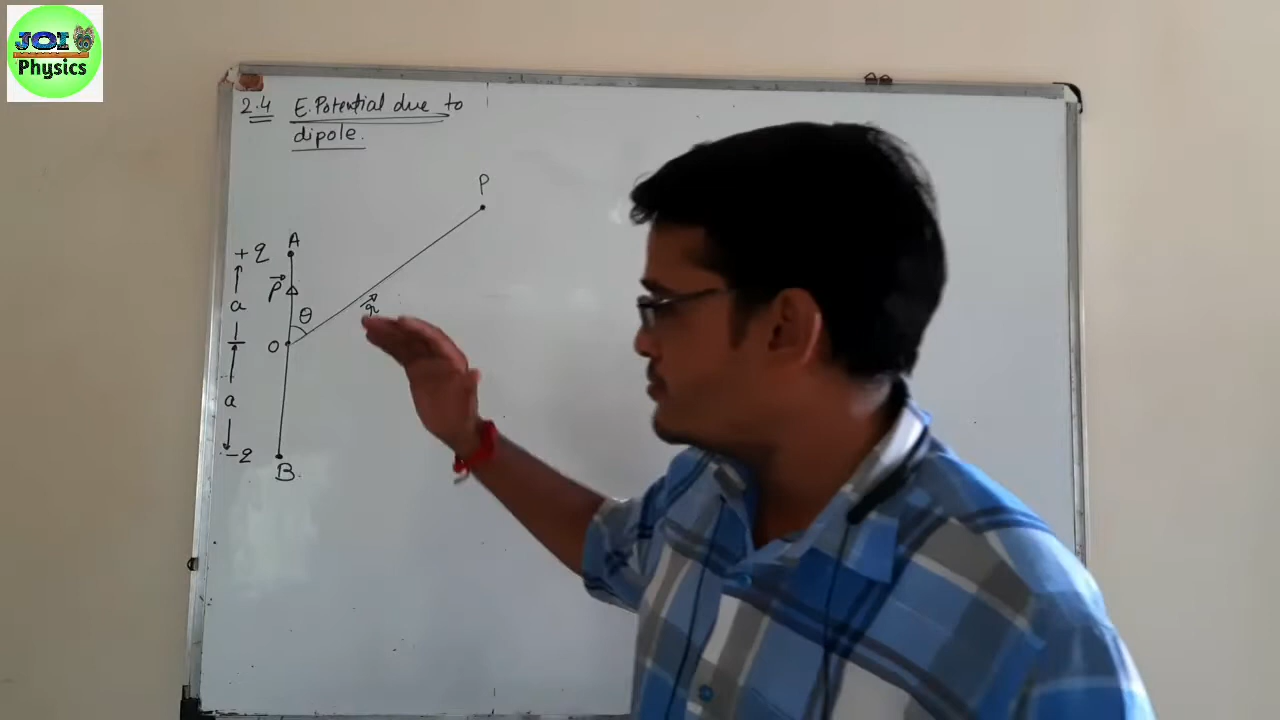 JOI
Physics
2.4 E.Potential due to
dipole.
P
A
+q
p
a
θ
r
O
a
-q
B